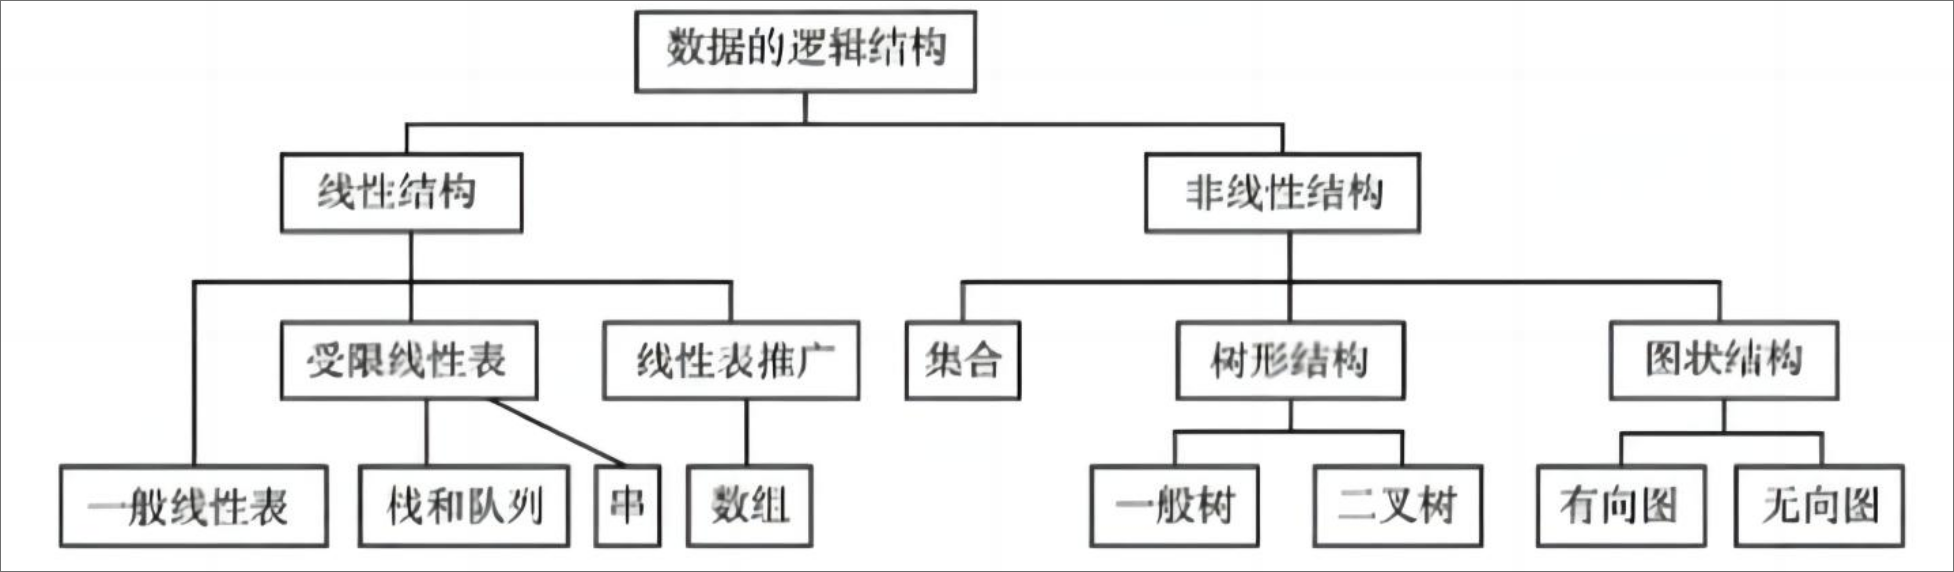 数据的逻辑结构
线性结构
非线性结构
受限线性表
线性表推广
集合
树形结构
图状结构
一般线性表
栈和队列
串
数组
一般树
二叉树
有向图
无向图